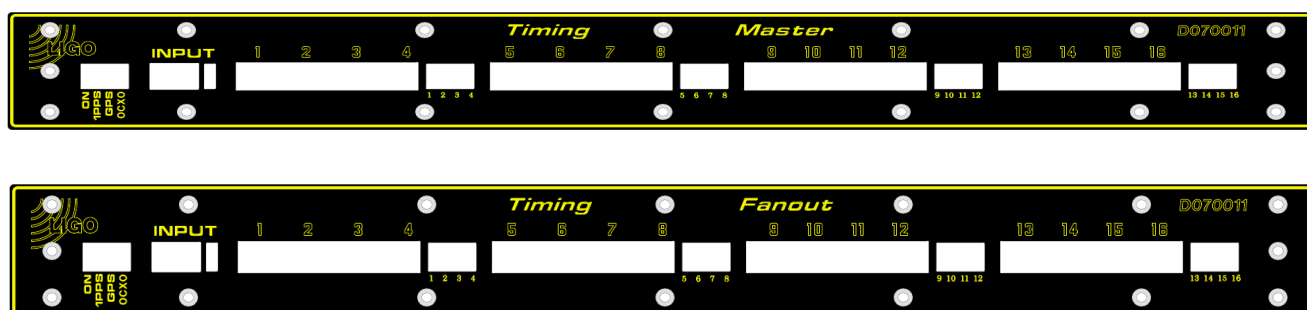 Timing Master D070011
LIGO
INPUT 1 2 3 4 5 6 7 8 9 10 11 12 13 14 15 16
ON 1PPS GPS OCXO
1 2 3 4 5 6 7 8 9 10 11 12 13 14 15 16
Timing Fanout D070011
LIGO
INPUT 1 2 3 4 5 6 7 8 9 10 11 12 13 14 15 16
ON 1PPS GPS OCXO
1 2 3 4 5 6 7 8 9 10 11 12 13 14 15 16